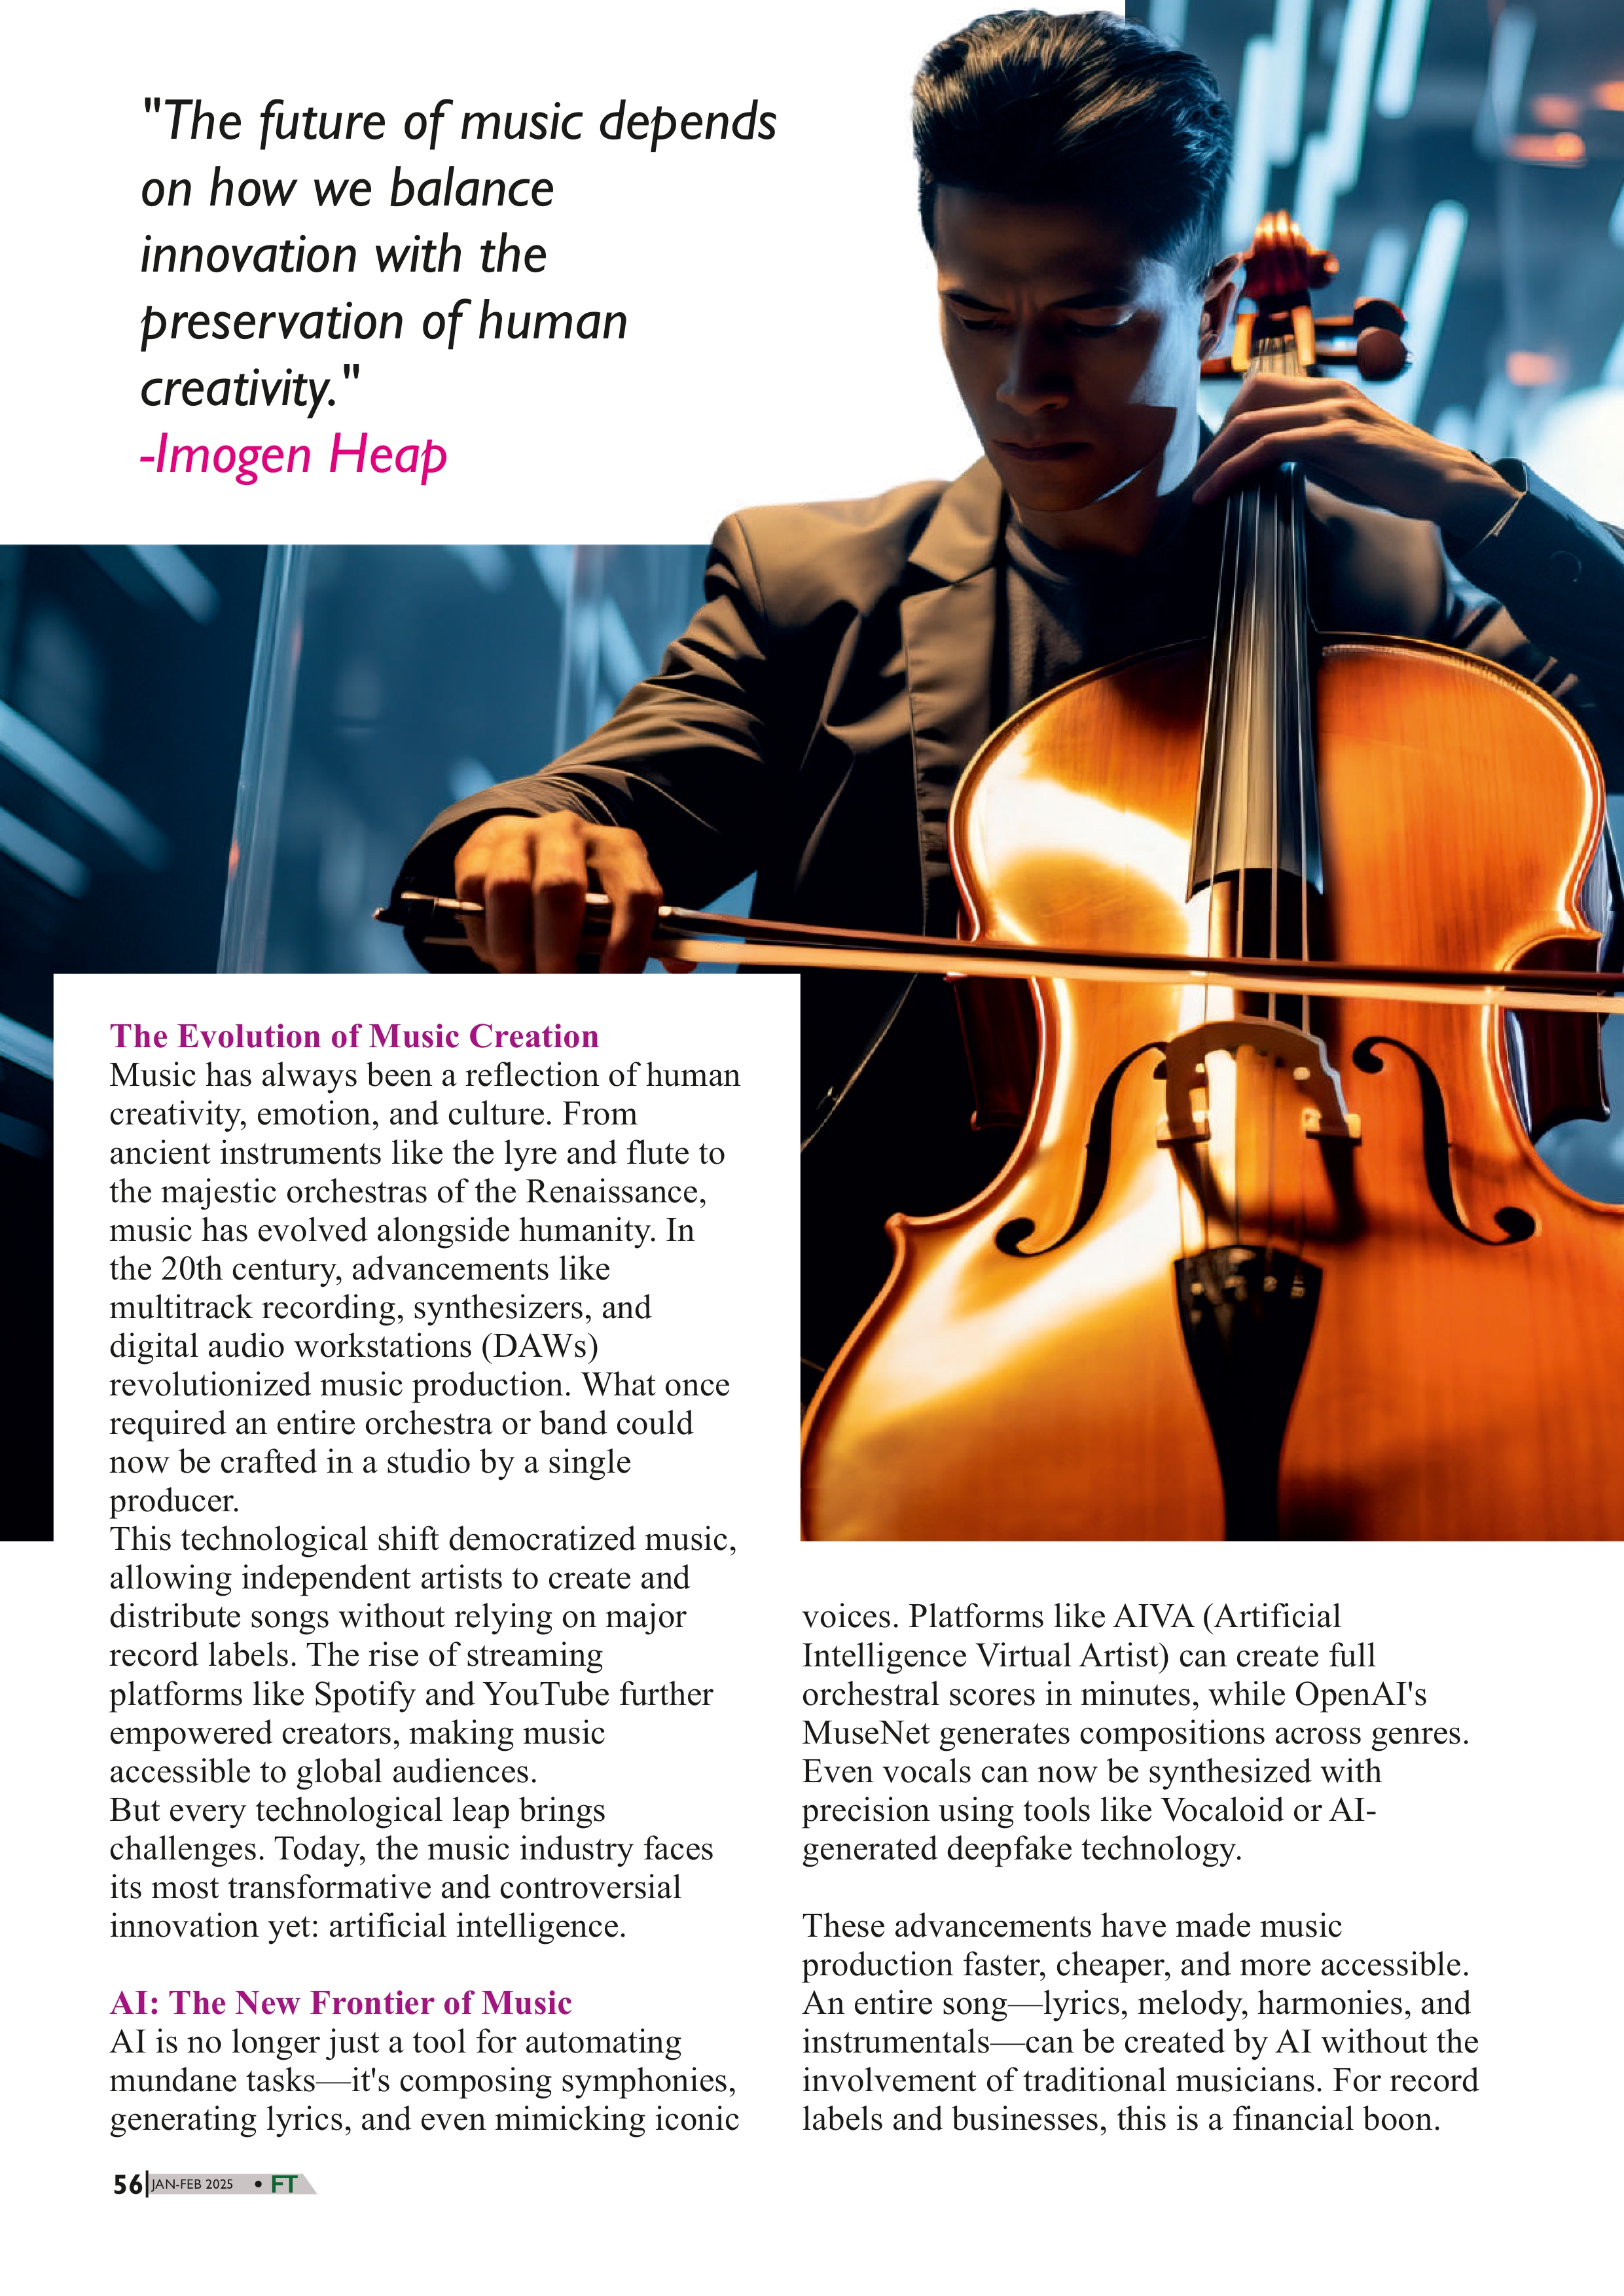 "The future of music depends
on how we balance
innovation with the
preservation of human
creativity."
-Imogen Heap
The Evolution of Music Creation
Music has always been a reflection of human
creativity, emotion, and culture. From
ancient instruments like the lyre and flute to
the majestic orchestras of the Renaissance,
music has evolved alongside humanity. In
the 20th century, advancements like
multitrack recording, synthesizers, and
digital audio workstations (DAWs)
revolutionized music production. What once
required an entire orchestra or band could
now be crafted in a studio by a single
producer.
This technological shift democratized music,
allowing independent artists to create and
distribute songs without relying on major
record labels. The rise of streaming
platforms like Spotify and YouTube further
empowered creators, making music
accessible to global audiences.
But every technological leap brings
challenges. Today, the music industry faces
its most transformative and controversial
innovation yet: artificial intelligence.
AI: The New Frontier of Music
AI is no longer just a tool for automating
mundane tasks—it's composing symphonies,
generating lyrics, and even mimicking iconic
voices. Platforms like AIVA (Artificial
Intelligence Virtual Artist) can create full
orchestral scores in minutes, while OpenAI's
MuseNet generates compositions across genres.
Even vocals can now be synthesized with
precision using tools like Vocaloid or AI-
generated deepfake technology.
These advancements have made music
production faster, cheaper, and more accessible.
An entire song—lyrics, melody, harmonies, and
instrumentals—can be created by AI without the
involvement of traditional musicians. For record
labels and businesses, this is a financial boon.
56 JAN-FEB 2025 • FT